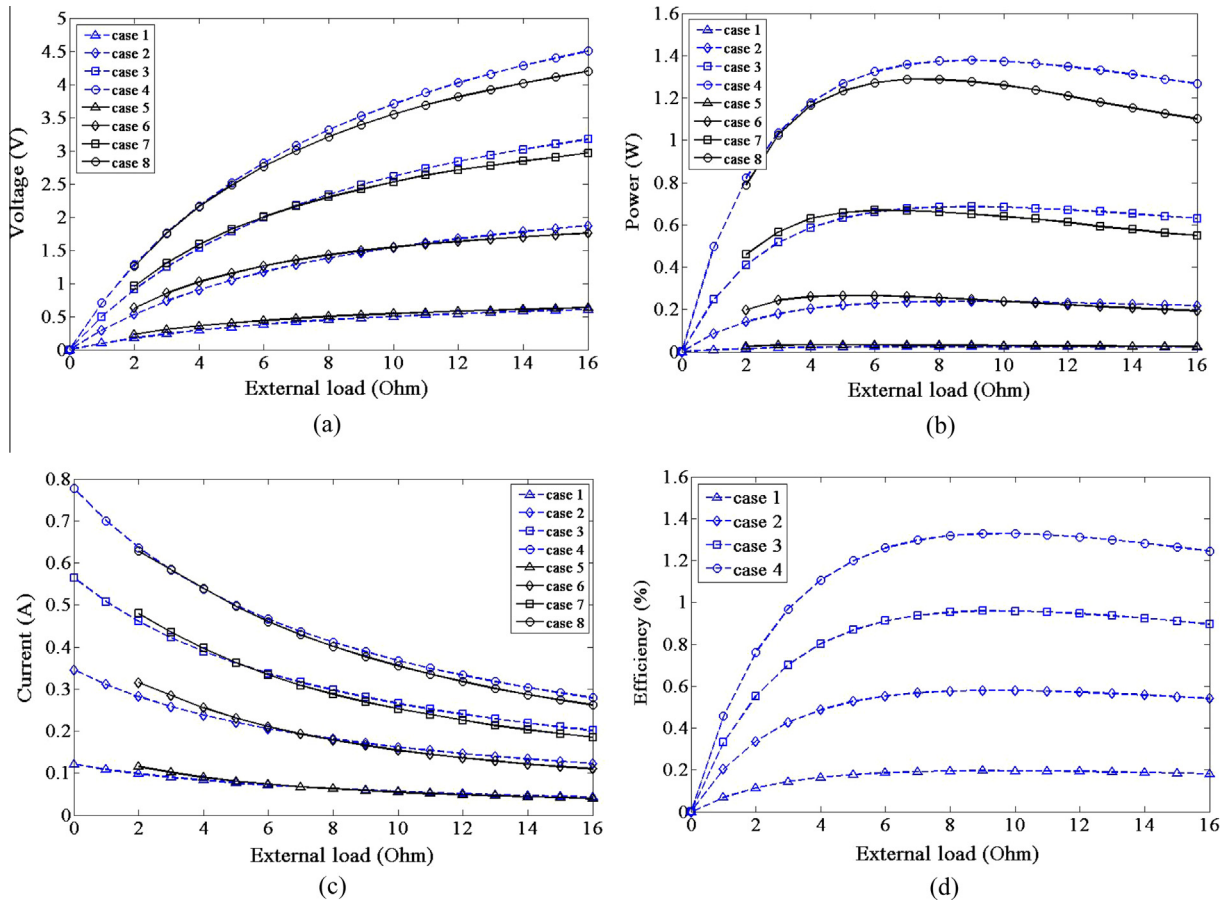 5
4.5
4
3.5
3
2.5
2
1.5
1
0.5
0
Voltage (V)
case 1
case 2
case 3
case 4
case 5
case 6
case 7
case 8
0 2 4 6 8 10 12 14 16
External load (Ohm)
(a)
1.6
1.4
1.2
1
0.8
0.6
0.4
0.2
0
Power (W)
case 1
case 2
case 3
case 4
case 5
case 6
case 7
case 8
0 2 4 6 8 10 12 14 16
External load (Ohm)
(b)
0.8
0.7
0.6
0.5
0.4
0.3
0.2
0.1
0
Current (A)
case 1
case 2
case 3
case 4
case 5
case 6
case 7
case 8
0 2 4 6 8 10 12 14 16
External load (Ohm)
(c)
1.6
1.4
1.2
1
0.8
0.6
0.4
0.2
0
Efficiency (%)
case 1
case 2
case 3
case 4
0 2 4 6 8 10 12 14 16
External load (Ohm)
(d)